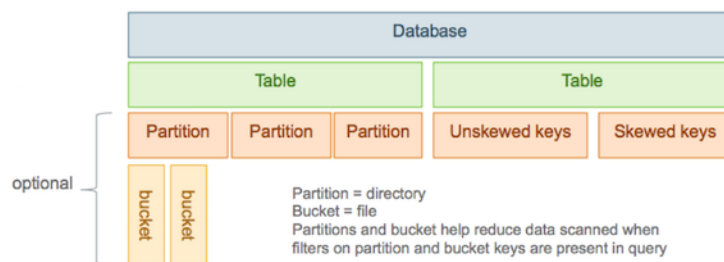 Database
Table Table
Partition Partition Partition Unskewed keys Skewed keys
optional
bucket bucket
Partition = directory
Bucket = file
Partitions and bucket help reduce data scanned when
filters on partition and bucket keys are present in query